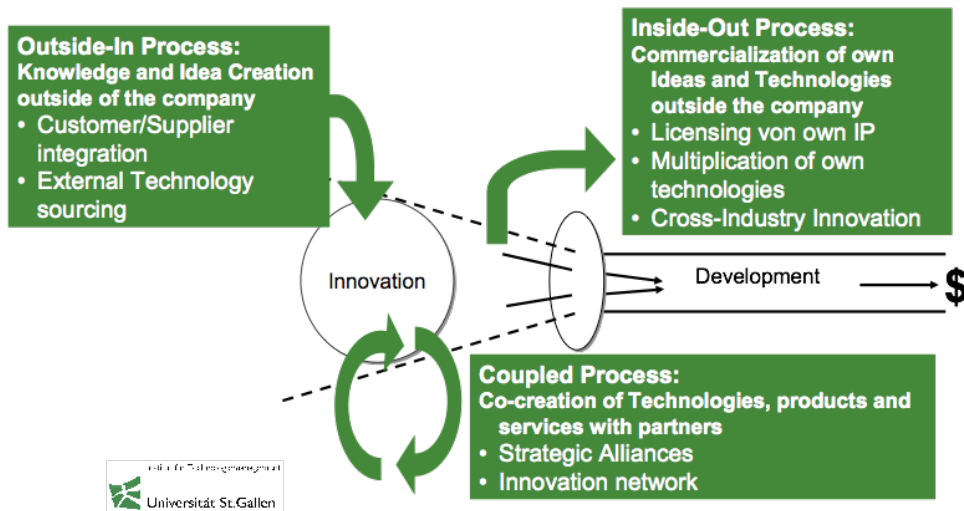 Outside-In Process:
Knowledge and Idea Creation
outside of the company
• Customer/Supplier
integration
• External Technology
sourcing
Inside-Out Process:
Commercialization of own
Ideas and Technologies
outside the company
• Licensing von own IP
• Multiplication of own
technologies
• Cross-Industry Innovation
Innovation
Development
$
Coupled Process:
Co-creation of Technologies, products and
services with partners
• Strategic Alliances
• Innovation network
Universität St.Gallen